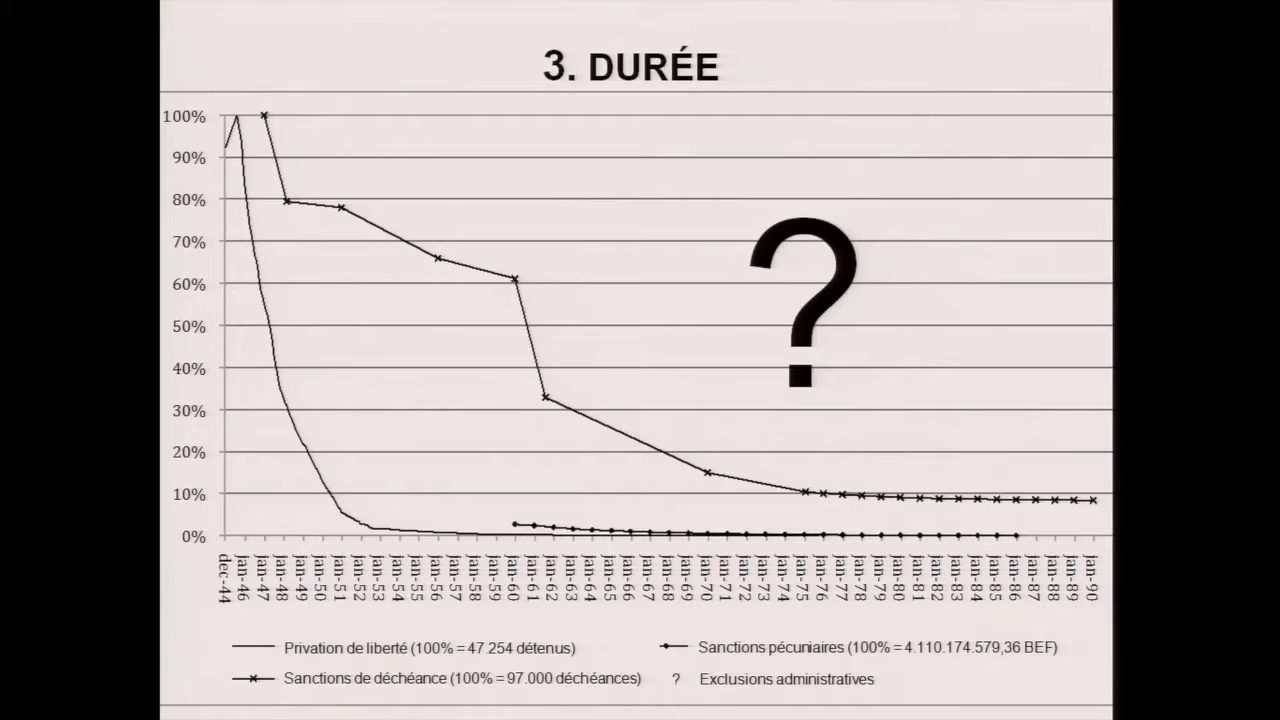 3. DURÉE
100%
90%
80%
70%
60%
50%
40%
30%
20%
10%
0%
?
dec-44
jan-46
jan-47
jan-48
jan-49
jan-50
jan-51
jan-52
jan-53
jan-54
jan-55
jan-56
jan-57
jan-58
jan-59
jan-60
jan-61
jan-62
jan-63
jan-64
jan-65
jan-66
jan-67
jan-68
jan-69
jan-70
jan-71
jan-72
jan-73
jan-74
jan-75
jan-76
jan-77
jan-78
jan-79
jan-80
jan-81
jan-82
jan-83
jan-84
jan-85
jan-86
jan-87
jan-88
jan-89
jan-90
Privation de liberté (100% = 47.254 détenus)
Sanctions pécuniaires (100% = 4.110.174.579,36 BEF)
Sanctions de déchéance (100% = 97.000 déchéances)
? Exclusions administratives